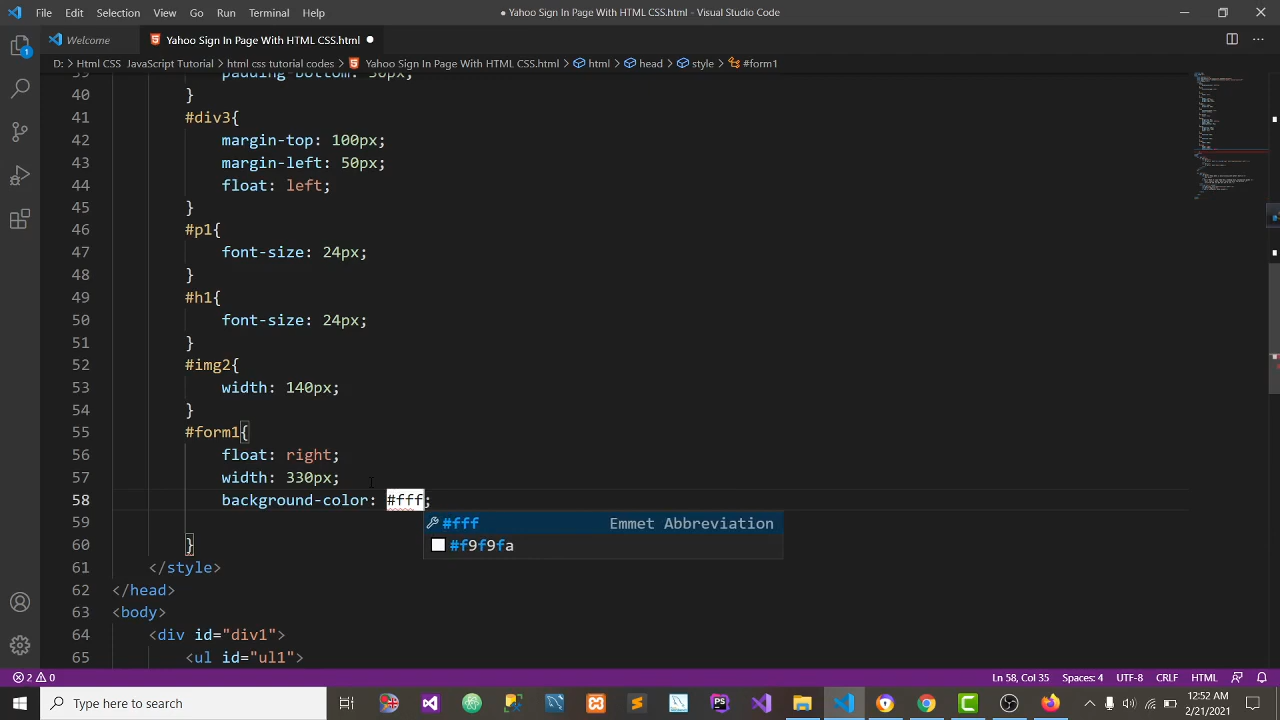 File Edit Selection View Go Run Terminal Help
● Yahoo Sign In Page With HTML CSS.html - Visual Studio Code
Welcome
Yahoo Sign In Page With HTML CSS.html ●
D: > Html CSS JavaScript Tutorial > html css tutorial codes > Yahoo Sign In Page With HTML CSS.html > html > head > style > #form1
39 padding-bottom: 50px;
40 }
41 #div3{
42 margin-top: 100px;
43 margin-left: 50px;
44 float: left;
45 }
46 #p1{
47 font-size: 24px;
48 }
49 #h1{
50 font-size: 24px;
51 }
52 #img2{
53 width: 140px;
54 }
55 #form1{
56 float: right;
57 width: 330px;
58 background-color: #fff;
#fff Emmet Abbreviation
59
#f9f9fa
60 }
61 </style>
62 </head>
63 <body>
64 <div id="div1">
65 <ul id="ul1">
1
2 0
Ln 58, Col 35 Spaces: 4 UTF-8 CRLF HTML
Type here to search
12:52 AM
2/21/2021